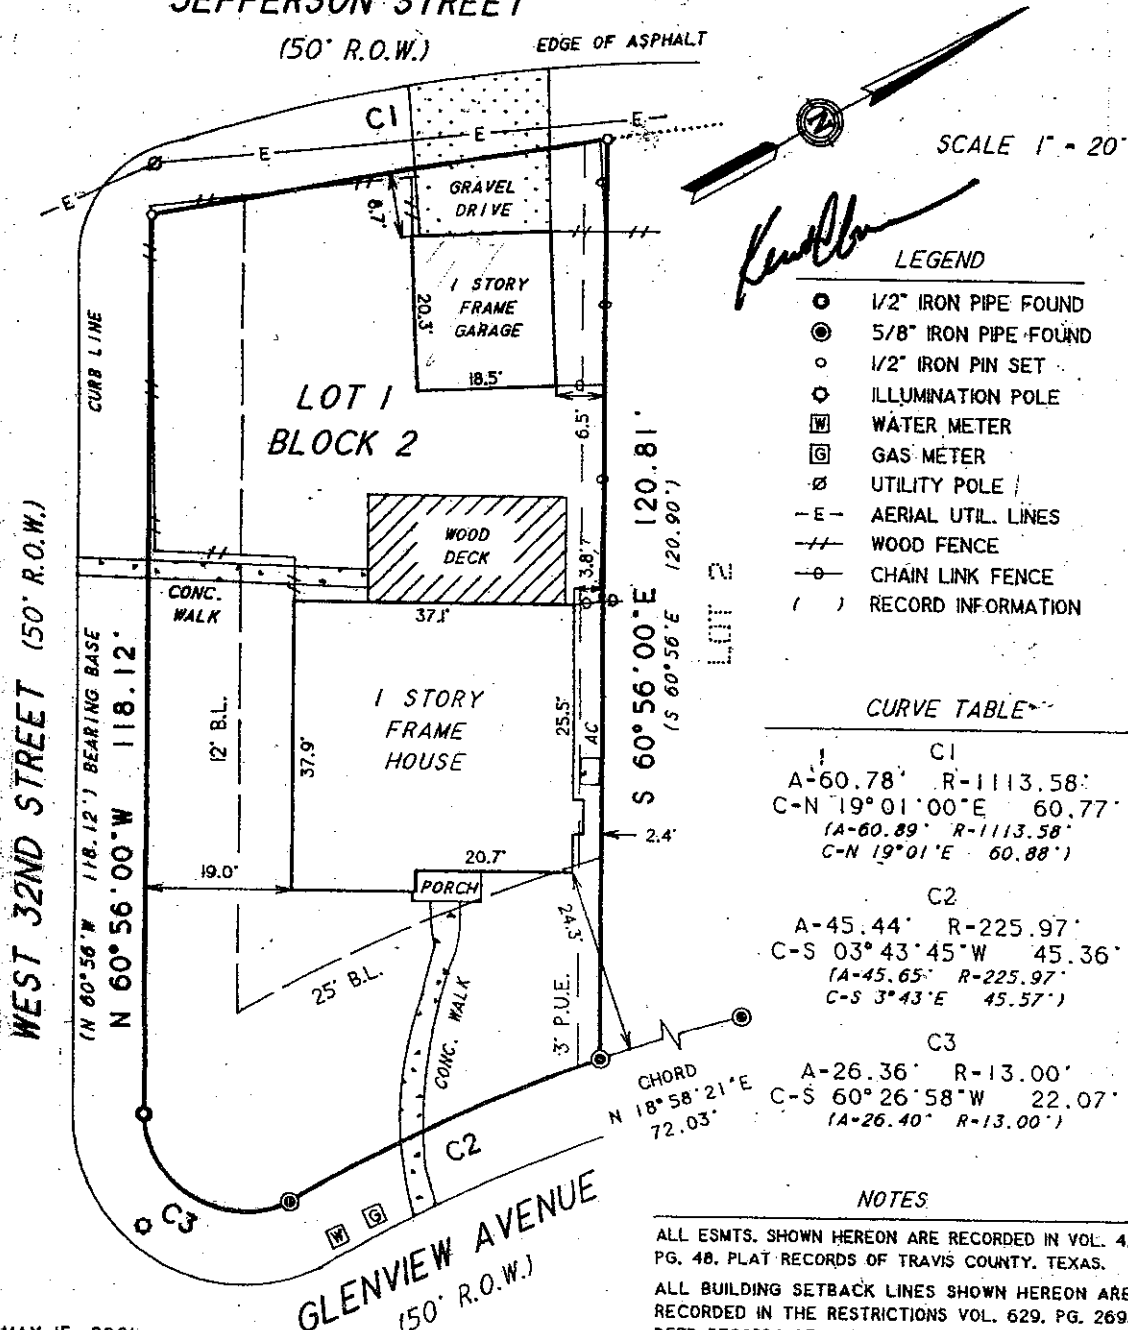 JEFFERSON STREET
(50' R.O.W.)
EDGE OF ASPHALT
C1
E
E
E
E
SCALE 1" - 20'
N
GRAVEL
DRIVE
8.7'
1 STORY
FRAME
GARAGE
20.3'
18.5'
6.5'
CURB LINE
LOT 1
BLOCK 2
WOOD
DECK
3.8'
CONC.
WALK
37.1'
1 STORY
FRAME
HOUSE
37.9'
25.5'
AC
12' B.L.
19.0'
20.7'
2.4'
PORCH
24.3'
25' B.L.
CONC. WALK
3' P.U.E.
WEST 32ND STREET (50' R.O.W.)
(N 60°56'W 118.12') BEARING BASE
N 60°56'00"W 118.12'
S 60°56'00"E 120.81'
(S 60°56'E 120.90')
LOT 2
CHORD
N 18°58'21"E
72.03'
C2
C3
W G
GLENVIEW AVENUE
(50' R.O.W.)
LEGEND
1/2" IRON PIPE FOUND
5/8" IRON PIPE FOUND
1/2" IRON PIN SET
ILLUMINATION POLE
W WATER METER
G GAS METER
UTILITY POLE
-E- AERIAL UTIL. LINES
-//- WOOD FENCE
-o- CHAIN LINK FENCE
( ) RECORD INFORMATION
CURVE TABLE
C1
A-60.78' R-1113.58'
C-N 19°01'00"E 60.77'
(A-60.89' R-1113.58'
C-N 19°01'E 60.88')
C2
A-45.44' R-225.97'
C-S 03°43'45"W 45.36'
(A-45.65' R-225.97'
C-S 3°43'E 45.57')
C3
A-26.36' R-13.00'
C-S 60°26'58"W 22.07'
(A-26.40' R-13.00')
NOTES
ALL ESMTS. SHOWN HEREON ARE RECORDED IN VOL. 4,
PG. 48, PLAT RECORDS OF TRAVIS COUNTY, TEXAS.
ALL BUILDING SETBACK LINES SHOWN HEREON ARE
RECORDED IN THE RESTRICTIONS VOL. 629, PG. 269,